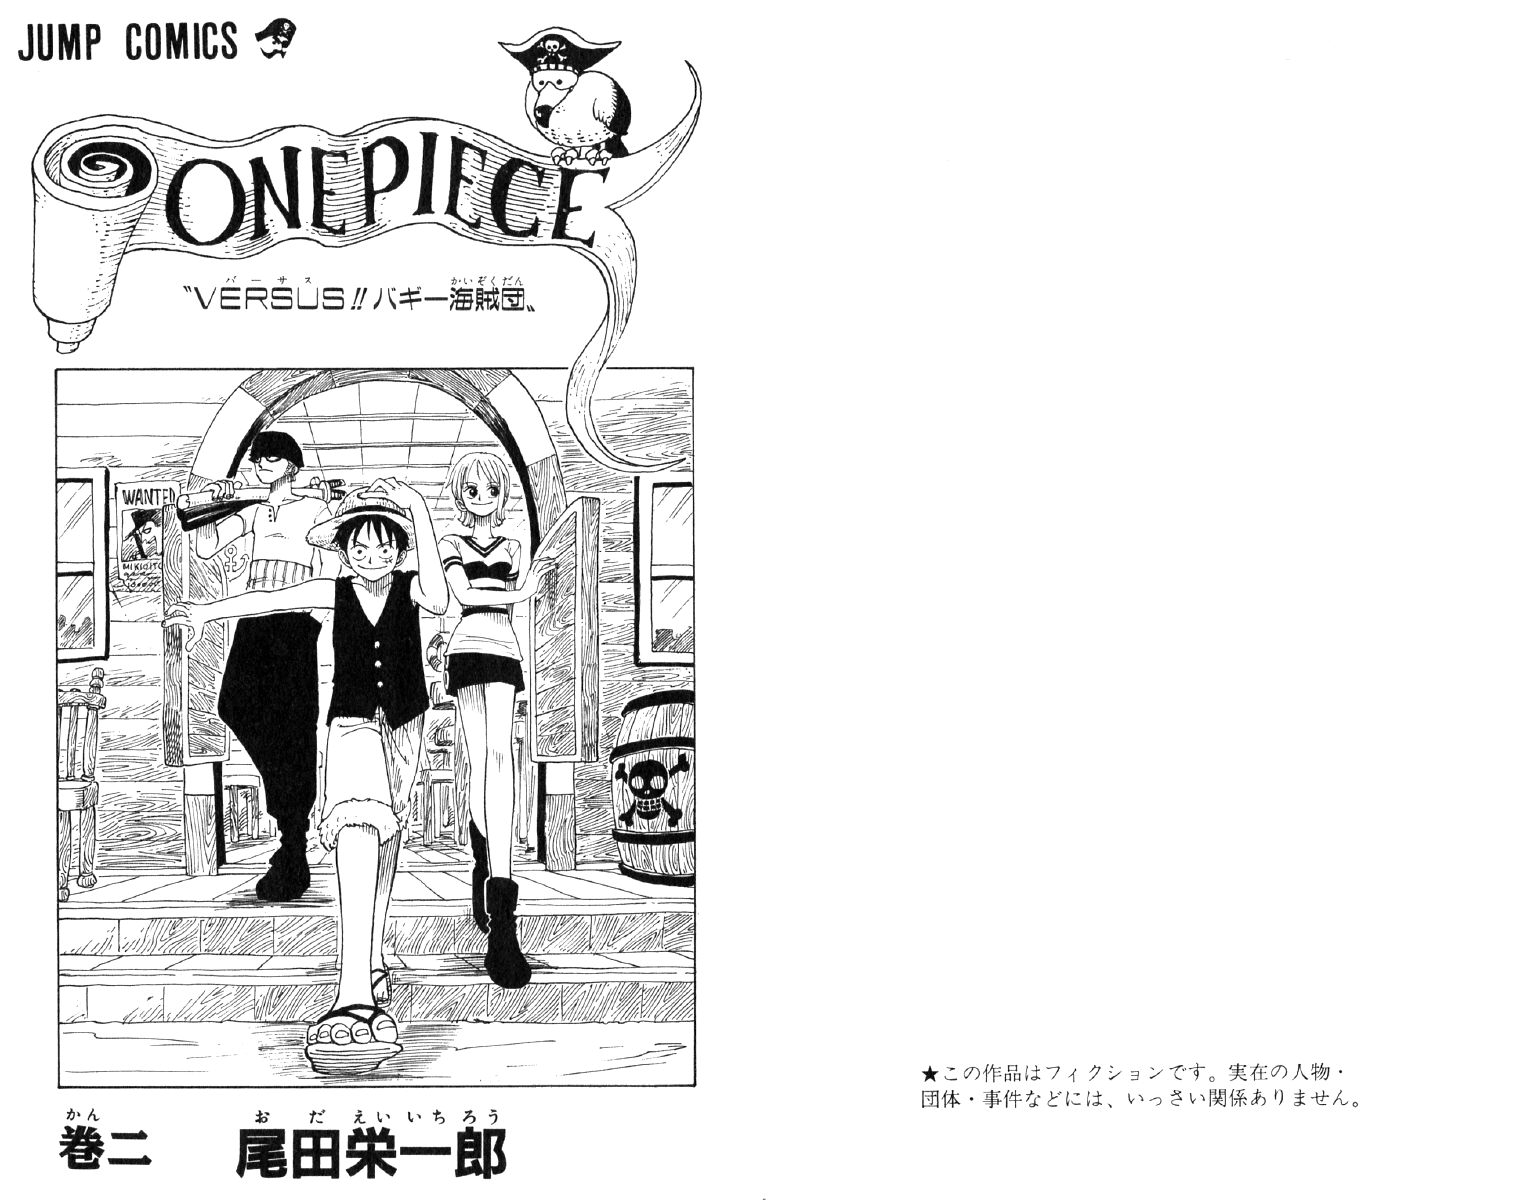 JUMP COMICS
ONE PIECE
バーサス かいぞくだん
〝VERSUS!!バギー海賊団〟
WANTED
MIKIOITO
かん
巻二
おだえいいちろう
尾田栄一郎
★この作品はフィクションです。実在の人物・
団体・事件などには、いっさい関係ありません。